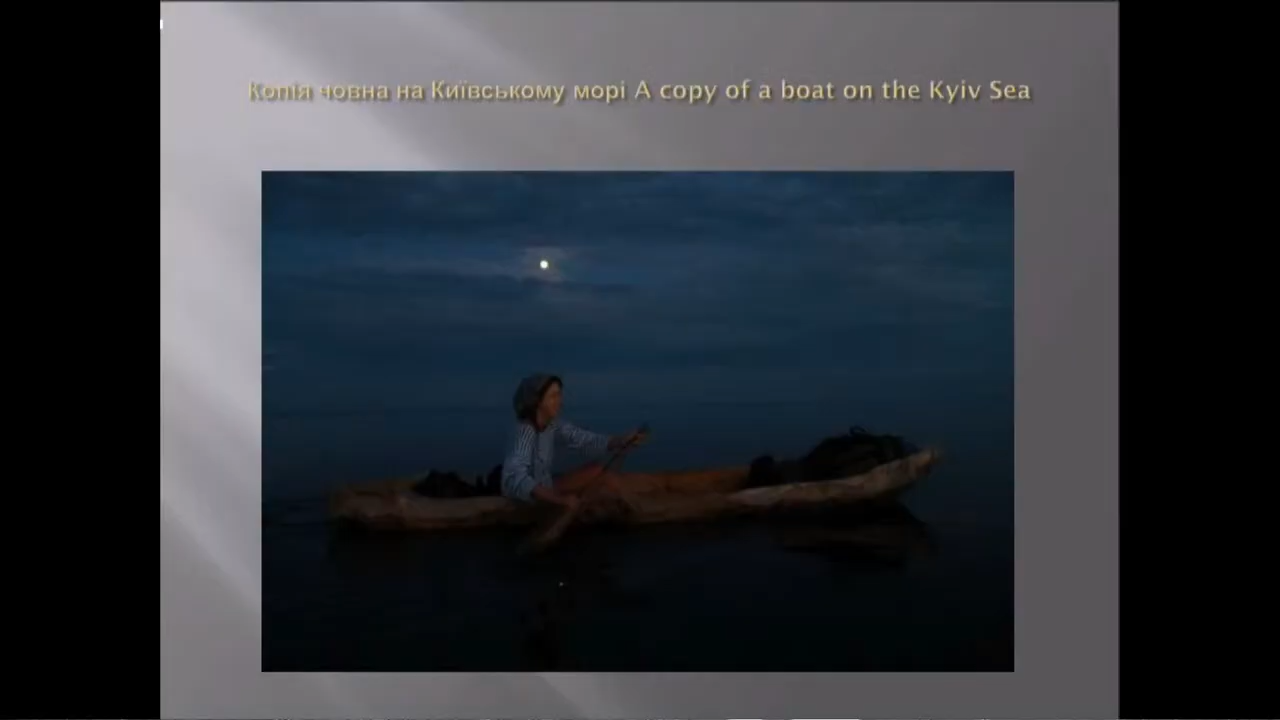 Копія човна на Київському морі A copy of a boat on the Kyiv Sea